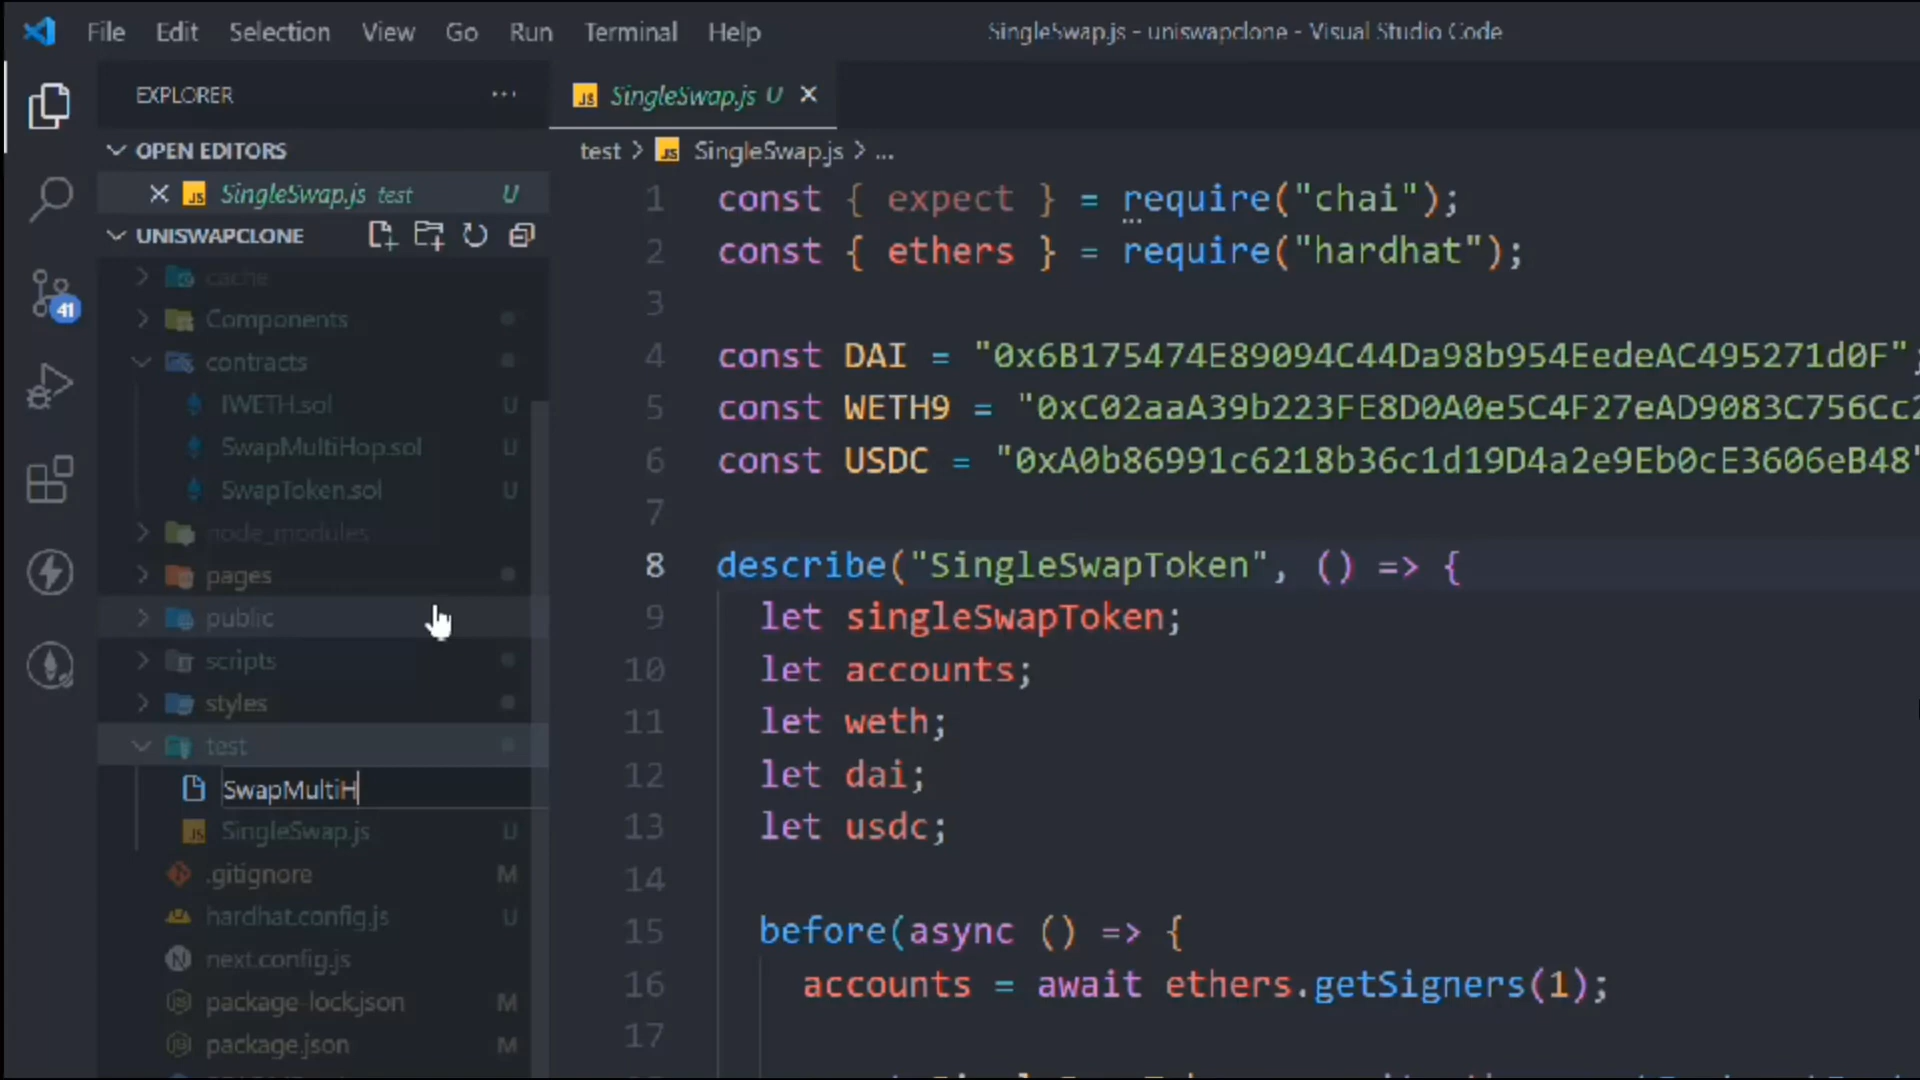 File Edit Selection View Go Run Terminal Help
SingleSwap.js - uniswapclone - Visual Studio Code
EXPLORER ...
OPEN EDITORS
SingleSwap.js test U
UNISWAPCLONE
cache
Components
contracts
IWETH.sol U
SwapMultiHop.sol U
SwapToken.sol U
node_modules
pages
public
scripts
styles
test
SwapMultiH
SingleSwap.js U
.gitignore M
hardhat.config.js U
next.config.js
package-lock.json M
package.json M
41
SingleSwap.js U
test > SingleSwap.js > ...
1 const { expect } = require("chai");
2 const { ethers } = require("hardhat");
3
4 const DAI = "0x6B175474E89094C44Da98b954EedeAC495271d0F";
5 const WETH9 = "0xC02aaA39b223FE8D0A0e5C4F27eAD9083C756Cc2
6 const USDC = "0xA0b86991c6218b36c1d19D4a2e9Eb0cE3606eB48"
7
8 describe("SingleSwapToken", () => {
9 let singleSwapToken;
10 let accounts;
11 let weth;
12 let dai;
13 let usdc;
14
15 before(async () => {
16 accounts = await ethers.getSigners(1);
17